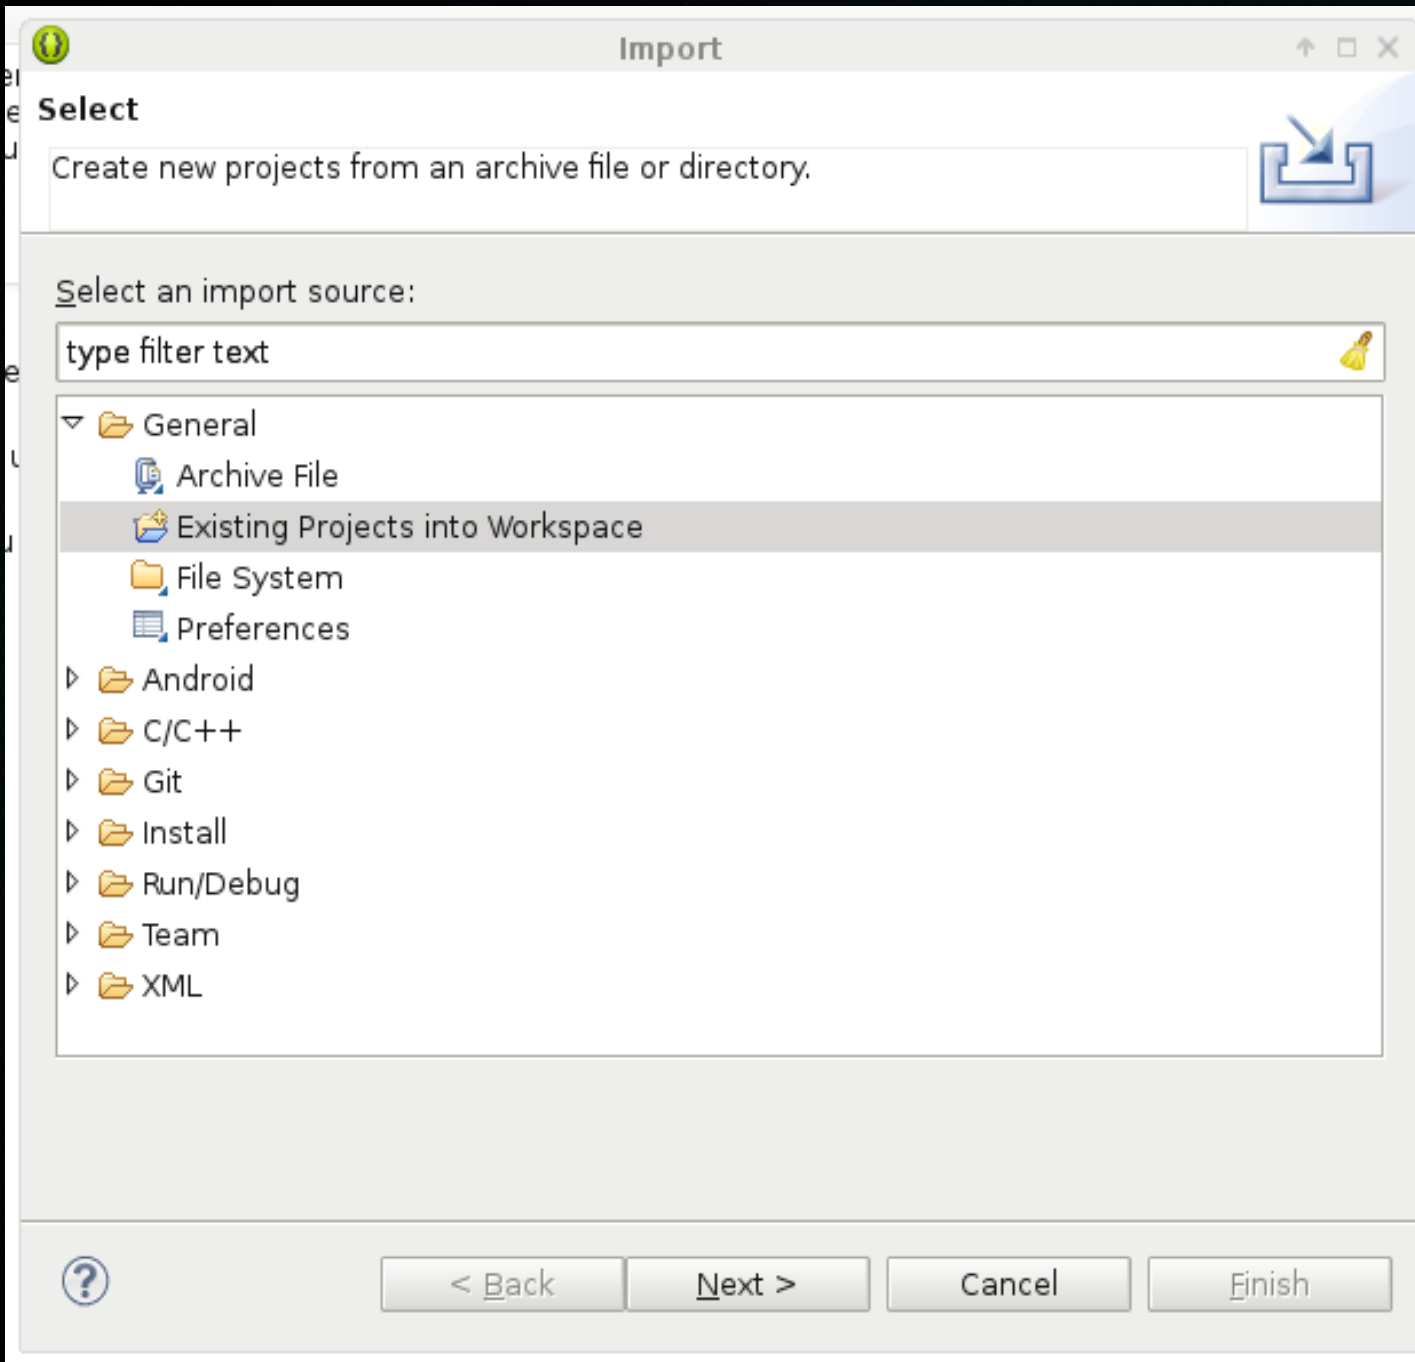 Import
Select
Create new projects from an archive file or directory.
Select an import source:
type filter text
General
Archive File
Existing Projects into Workspace
File System
Preferences
Android
C/C++
Git
Install
Run/Debug
Team
XML
< Back
Next >
Cancel
Finish